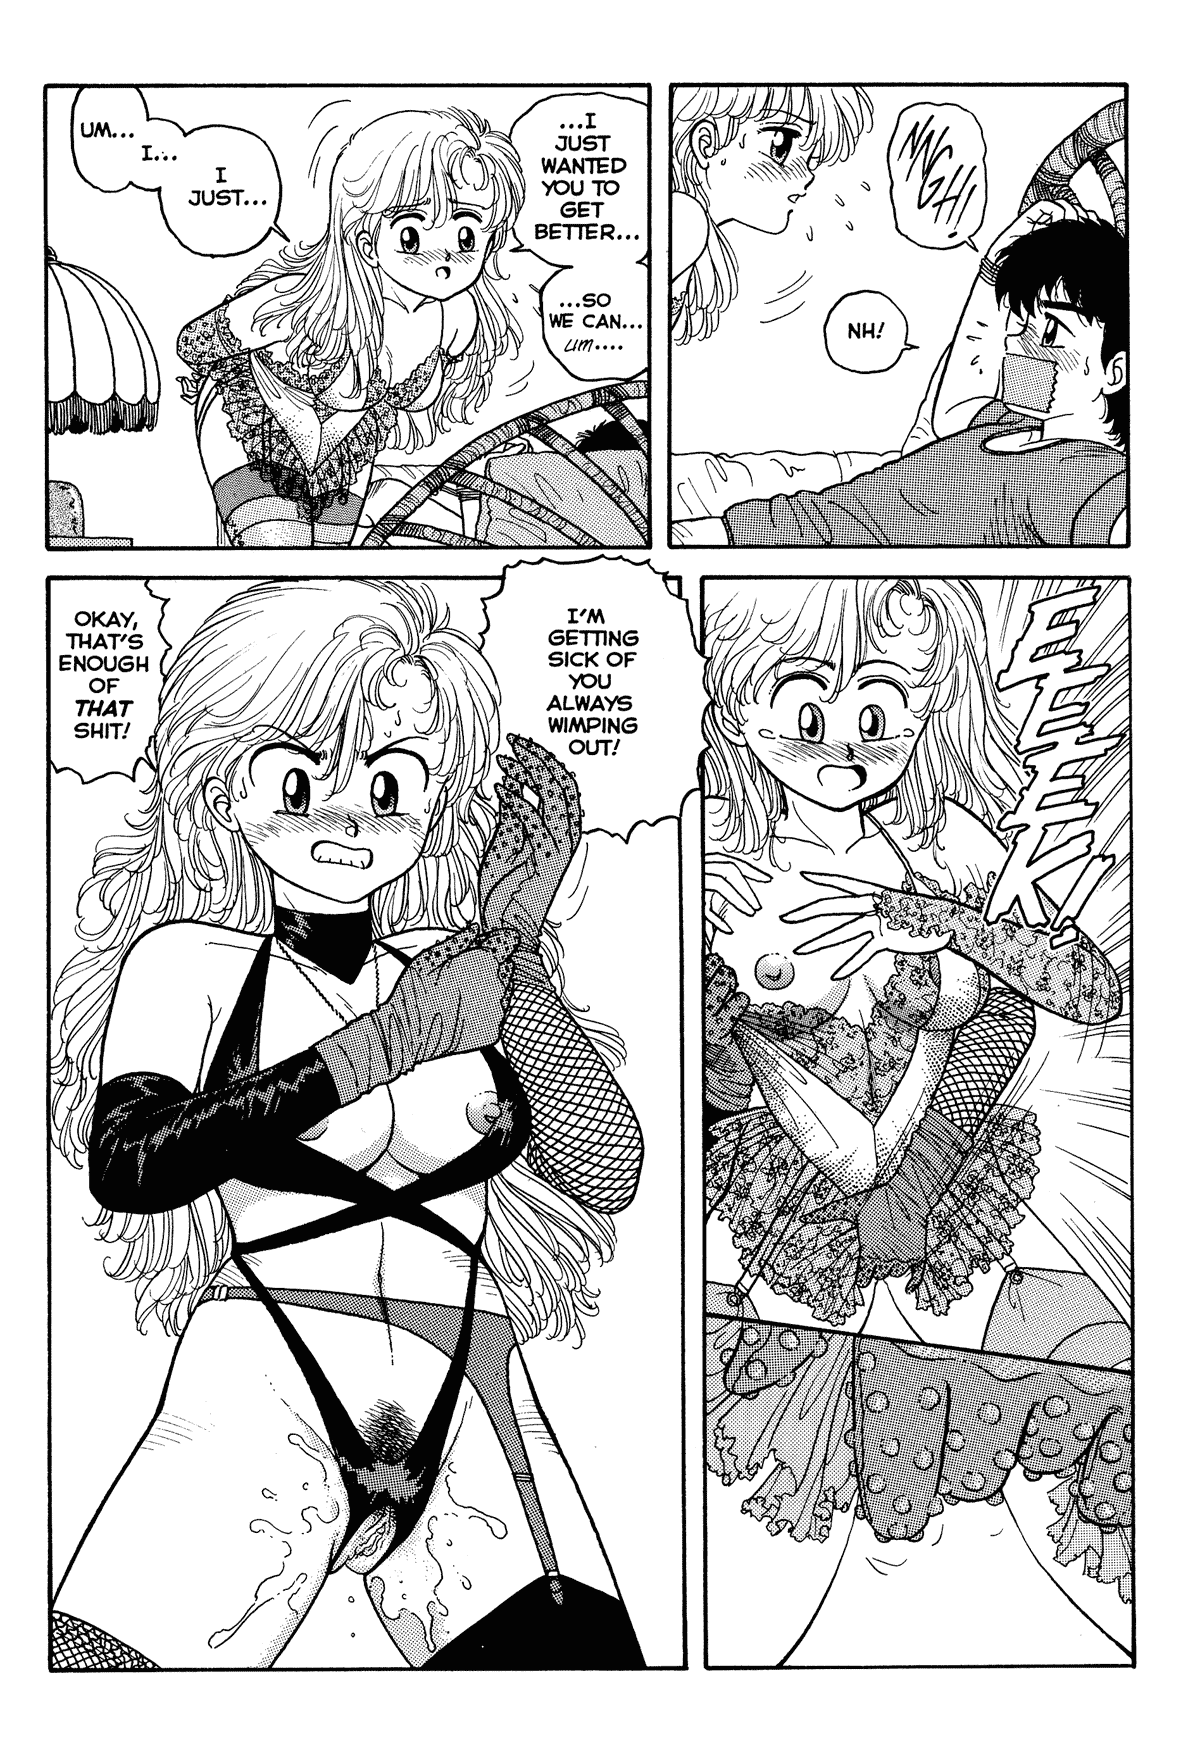 UM...
I...
I
JUST...
...I
JUST
WANTED
YOU TO
GET
BETTER...
...SO
WE CAN...
UM....
NNGH!
NH!
OKAY,
THAT'S
ENOUGH
OF
THAT
SHIT!
I'M
GETTING
SICK OF
YOU
ALWAYS
WIMPING
OUT!
EEEEK!